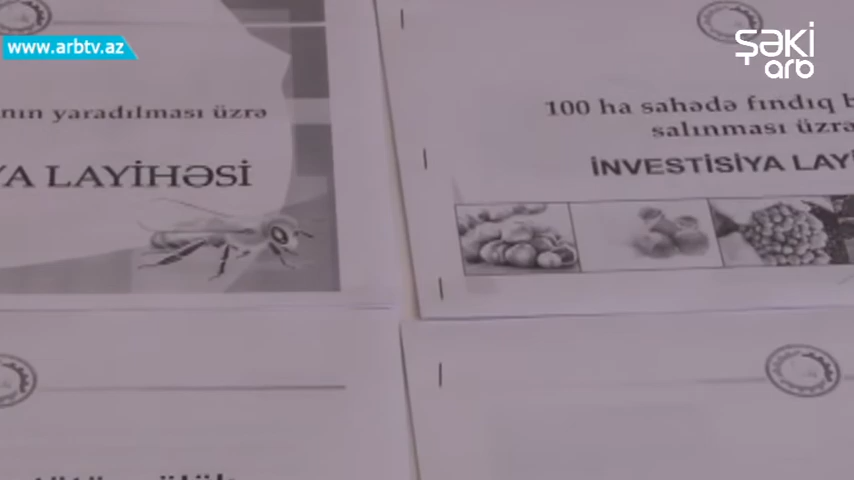 www.arbtv.az
ŞƏKİ
arb
nın yaradılması üzrə
YA LAYİHƏSİ
100 ha sahədə fındıq b
salınması üzrə
İNVESTİSİYA LAYİ